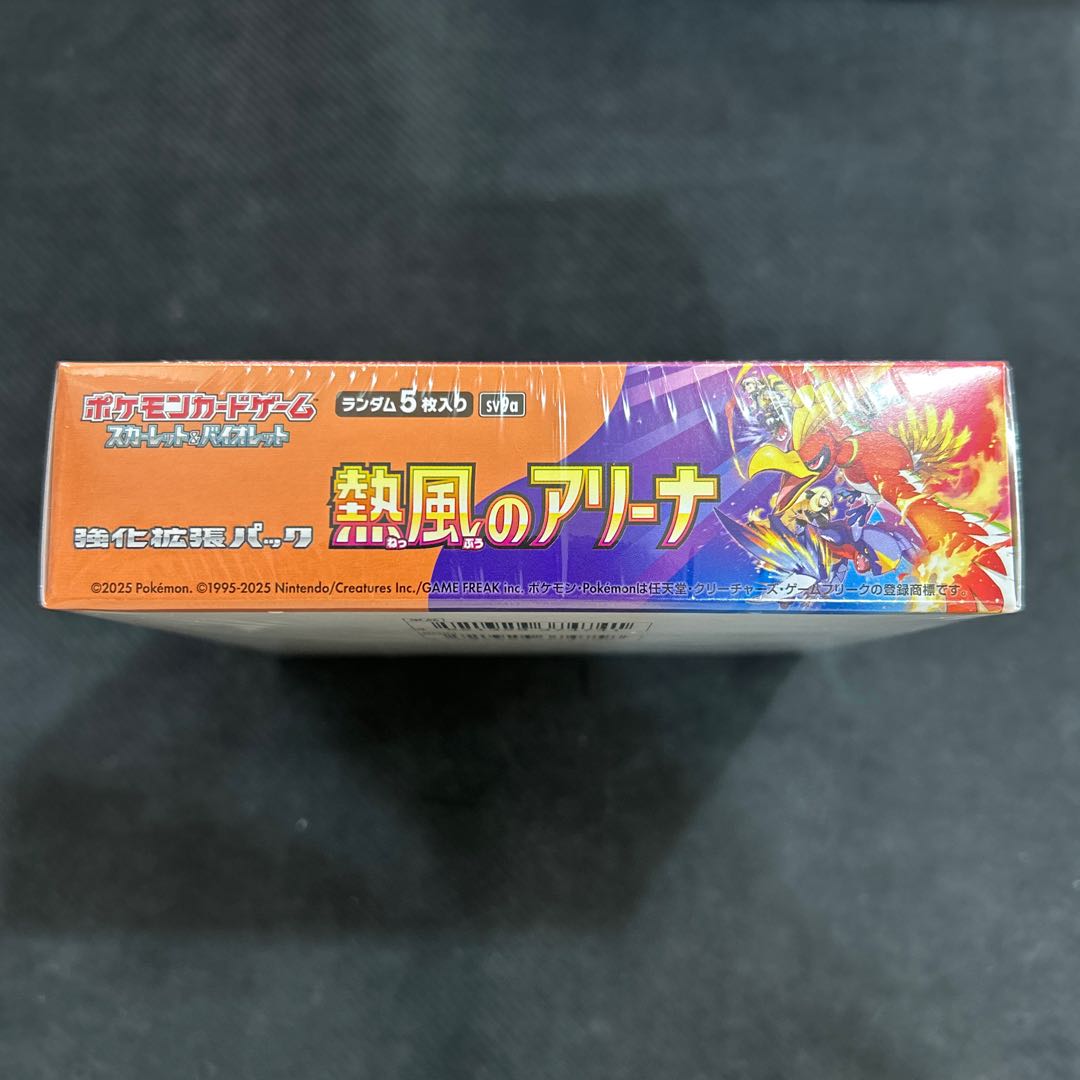 ポケモンカードゲーム
スカーレット&バイオレット
ランダム5枚入り sv9a
強化拡張パック
熱風のアリーナ
ねっ ぷう
©2025 Pokémon. ©1995-2025 Nintendo/Creatures Inc./GAME FREAK inc. ポケモン・Pokémonは任天堂・クリーチャーズ・ゲームフリークの登録商標です。